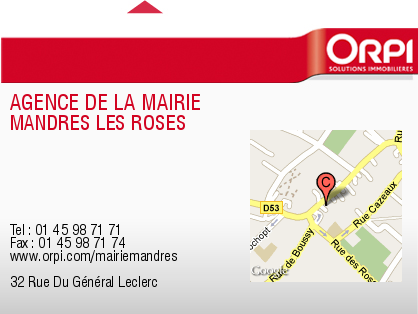 ORPI
SOLUTIONS IMMOBILIÈRES
AGENCE DE LA MAIRIE
MANDRES LES ROSES
C
D53
Rue Cazeaux
ochopt
Rue de Boussy
Rue des Ros
Google
Tel : 01 45 98 71 71
Fax : 01 45 98 71 74
www.orpi.com/mairiemandres
32 Rue Du Général Leclerc